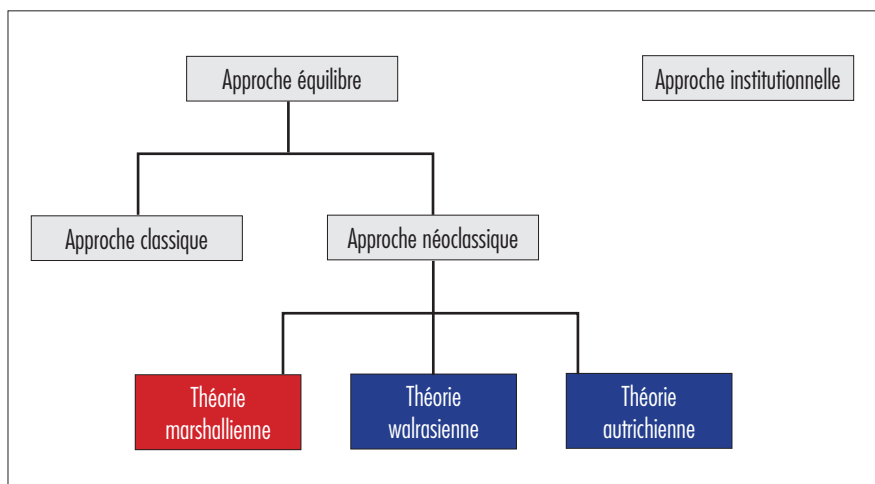 Approche équilibre
Approche institutionnelle
Approche classique
Approche néoclassique
Théorie
marshallienne
Théorie
walrasienne
Théorie
autrichienne